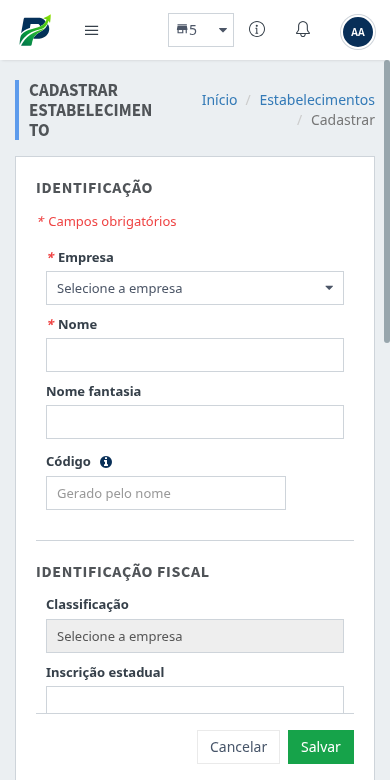 5
AA
CADASTRAR
ESTABELECIMEN
TO
Início / Estabelecimentos
/ Cadastrar
IDENTIFICAÇÃO
* Campos obrigatórios
* Empresa
Selecione a empresa
* Nome
Nome fantasia
Código
Gerado pelo nome
IDENTIFICAÇÃO FISCAL
Classificação
Selecione a empresa
Inscrição estadual
Cancelar
Salvar